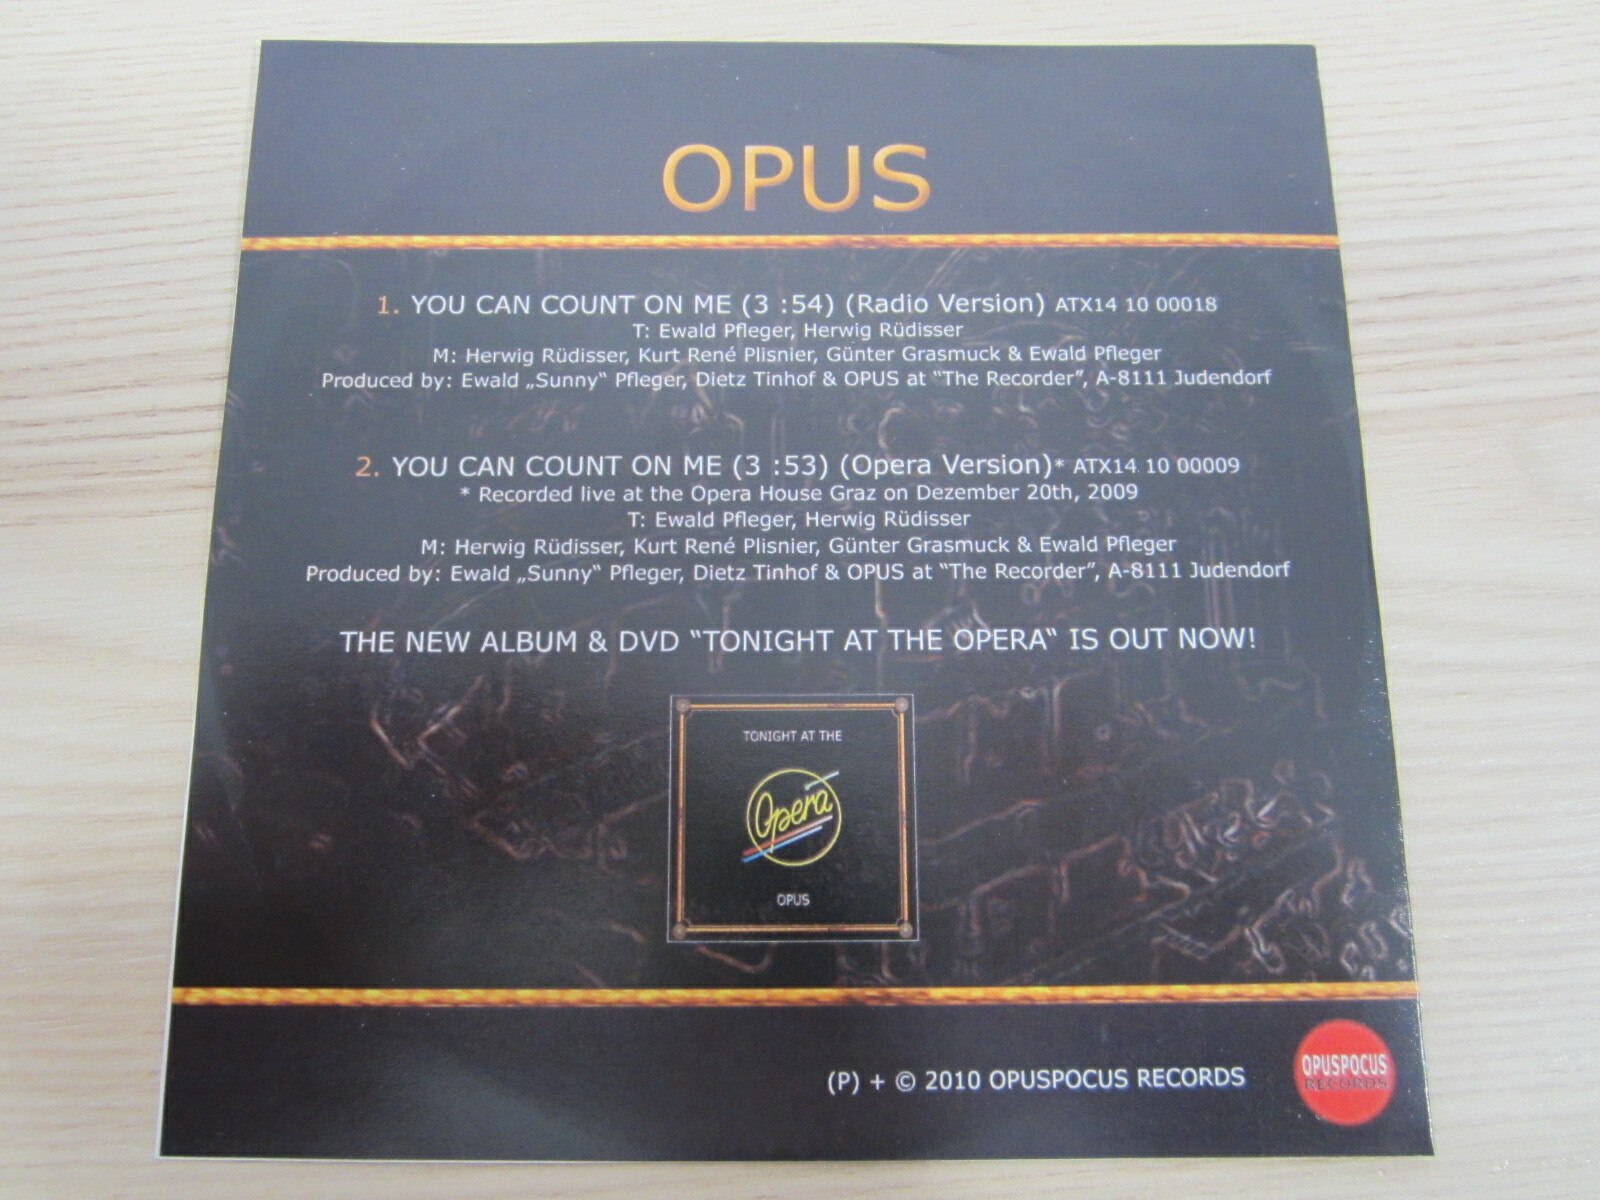 OPUS
1. YOU CAN COUNT ON ME (3 :54) (Radio Version) ATX14 10 00018
T: Ewald Pfleger, Herwig Rüdisser
M: Herwig Rüdisser, Kurt René Plisnier, Günter Grasmuck & Ewald Pfleger
Produced by: Ewald „Sunny“ Pfleger, Dietz Tinhof & OPUS at “The Recorder”, A-8111 Judendorf
2. YOU CAN COUNT ON ME (3 :53) (Opera Version)* ATX14 10 00009
* Recorded live at the Opera House Graz on Dezember 20th, 2009
T: Ewald Pfleger, Herwig Rüdisser
M: Herwig Rüdisser, Kurt René Plisnier, Günter Grasmuck & Ewald Pfleger
Produced by: Ewald „Sunny“ Pfleger, Dietz Tinhof & OPUS at “The Recorder”, A-8111 Judendorf
THE NEW ALBUM & DVD “TONIGHT AT THE OPERA“ IS OUT NOW!
TONIGHT AT THE
Opera
OPUS
(P) + © 2010 OPUSPOCUS RECORDS
OPUSPOCUS
RECORDS